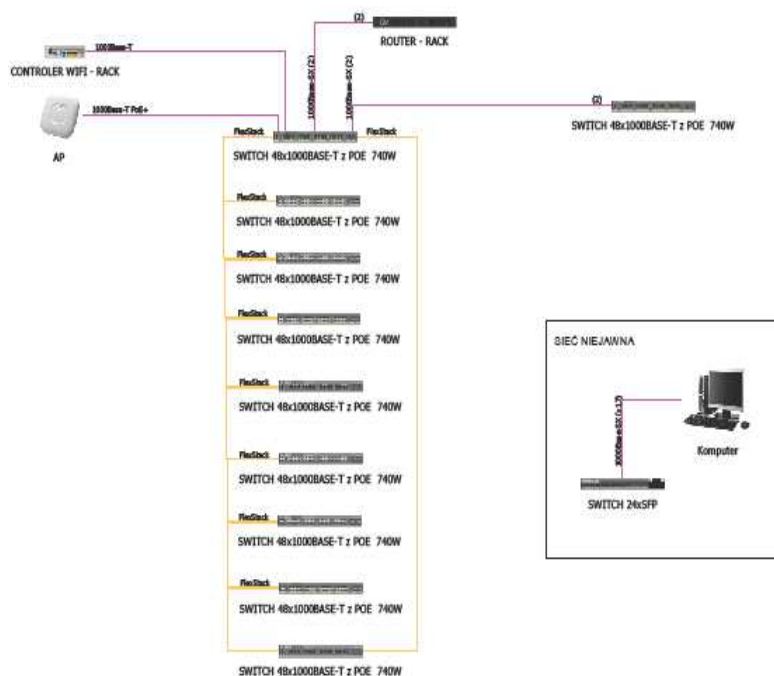 (2)
ROUTER - RACK
1000Base-T
CONTROLER WIFI - RACK
1000Base-SX (2)
1000Base-SX (2)
1000Base-T PoE+
AP
(2)
SWITCH 48x1000BASE-T z POE 740W
FlexStack
FlexStack
SWITCH 48x1000BASE-T z POE 740W
FlexStack
SWITCH 48x1000BASE-T z POE 740W
FlexStack
SWITCH 48x1000BASE-T z POE 740W
FlexStack
SWITCH 48x1000BASE-T z POE 740W
FlexStack
SWITCH 48x1000BASE-T z POE 740W
FlexStack
SWITCH 48x1000BASE-T z POE 740W
FlexStack
SWITCH 48x1000BASE-T z POE 740W
FlexStack
SWITCH 48x1000BASE-T z POE 740W
SWITCH 48x1000BASE-T z POE 740W
SIEĆ NIEJAWNA
1000Base-SX (x17)
Komputer
SWITCH 24xSFP